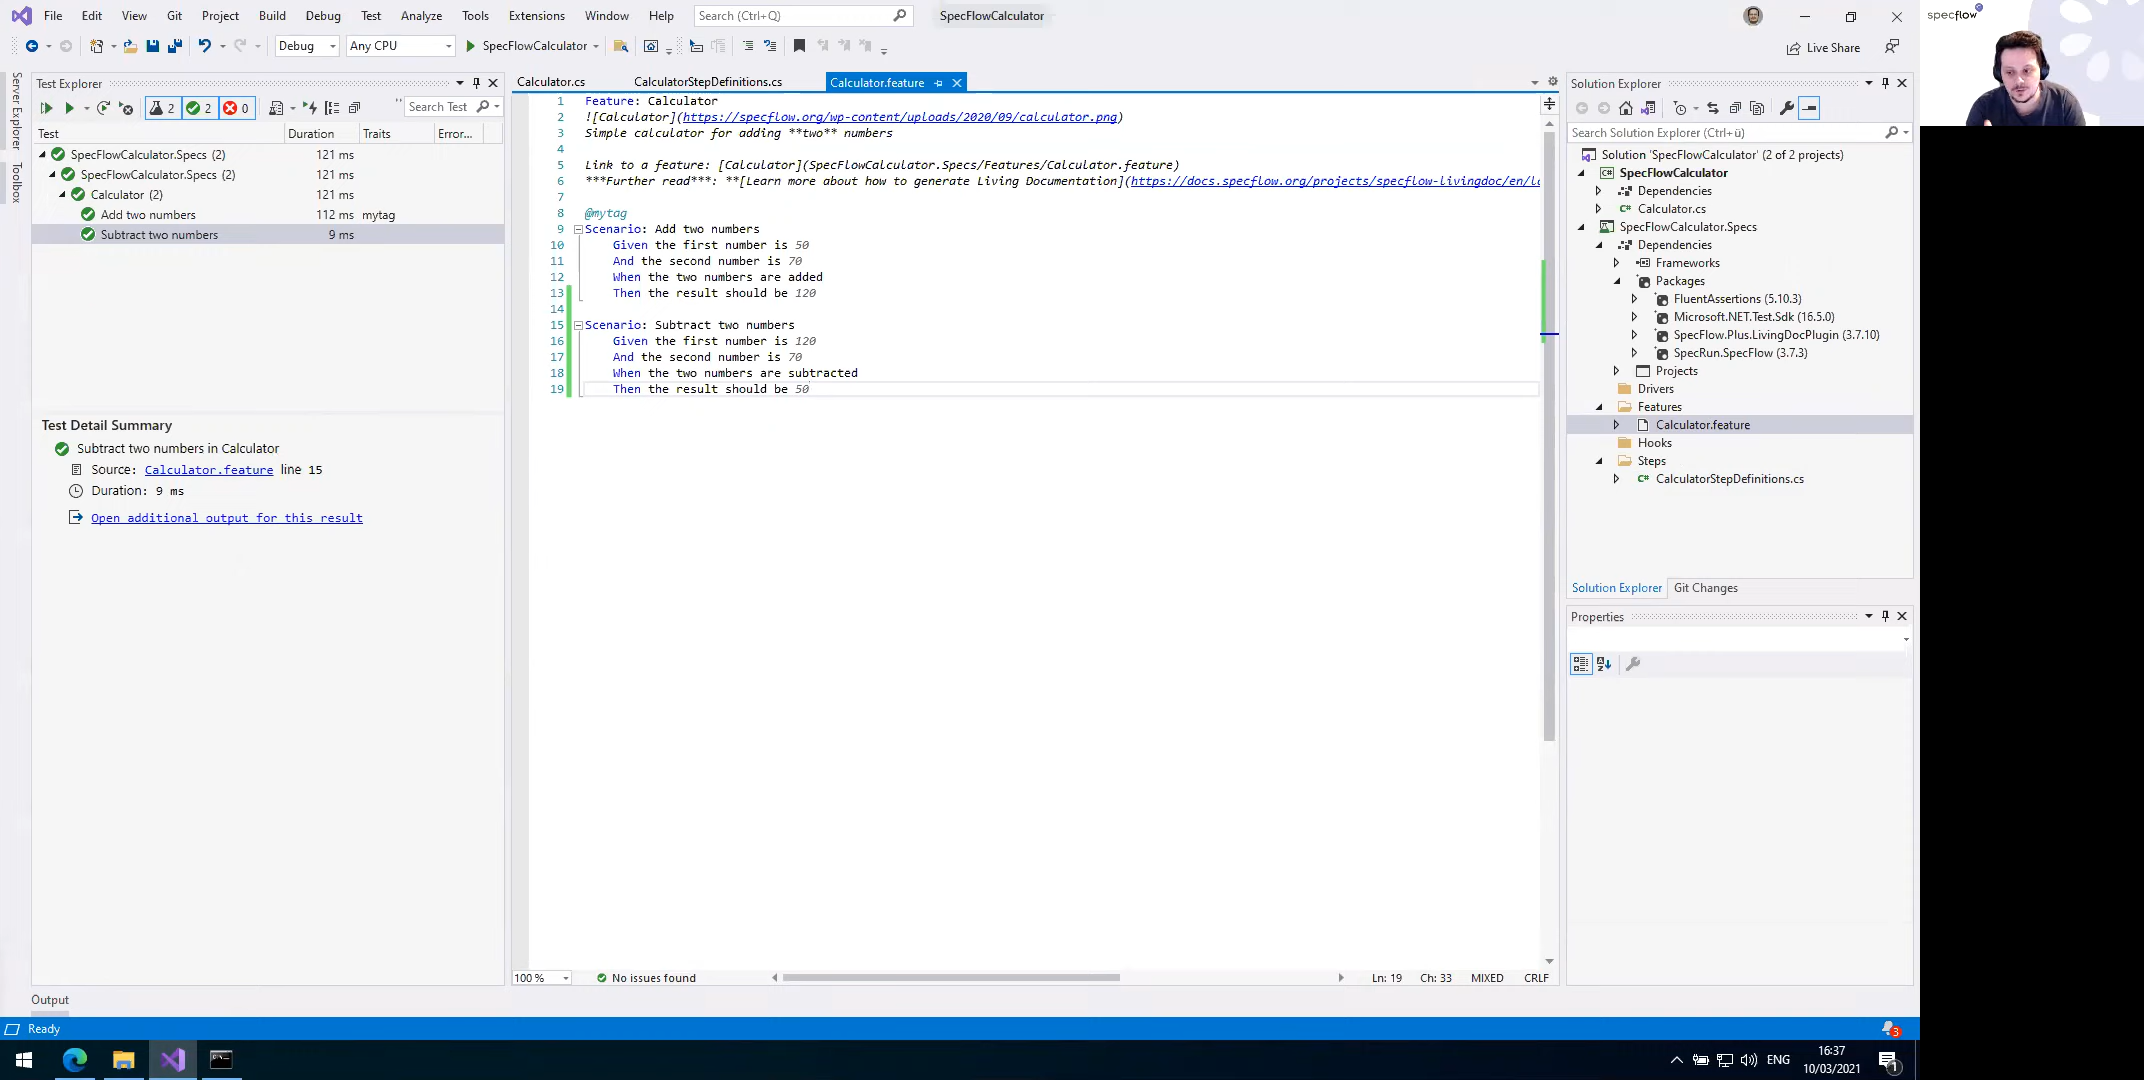 File Edit View Git Project Build Debug Test Analyze Tools Extensions Window Help Search (Ctrl+Q) SpecFlowCalculator
Debug Any CPU SpecFlowCalculator Live Share
Server Explorer
Toolbox
Test Explorer
2 2 0 Search Test
Test Duration Traits Error...
SpecFlowCalculator.Specs (2) 121 ms
SpecFlowCalculator.Specs (2) 121 ms
Calculator (2) 121 ms
Add two numbers 112 ms mytag
Subtract two numbers 9 ms
Test Detail Summary
Subtract two numbers in Calculator
Source: Calculator.feature line 15
Duration: 9 ms
Open additional output for this result
Calculator.cs CalculatorStepDefinitions.cs Calculator.feature
1 Feature: Calculator
2 ![Calculator](https://specflow.org/wp-content/uploads/2020/09/calculator.png)
3 Simple calculator for adding **two** numbers
4
5 Link to a feature: [Calculator](SpecFlowCalculator.Specs/Features/Calculator.feature)
6 ***Further read***: **[Learn more about how to generate Living Documentation](https://docs.specflow.org/projects/specflow-livingdoc/en/l
7
8 @mytag
9 Scenario: Add two numbers
10 Given the first number is 50
11 And the second number is 70
12 When the two numbers are added
13 Then the result should be 120
14
15 Scenario: Subtract two numbers
16 Given the first number is 120
17 And the second number is 70
18 When the two numbers are subtracted
19 Then the result should be 50
100 % No issues found Ln: 19 Ch: 33 MIXED CRLF
Solution Explorer
Search Solution Explorer (Ctrl+ü)
Solution 'SpecFlowCalculator' (2 of 2 projects)
SpecFlowCalculator
Dependencies
C# Calculator.cs
SpecFlowCalculator.Specs
Dependencies
Frameworks
Packages
FluentAssertions (5.10.3)
Microsoft.NET.Test.Sdk (16.5.0)
SpecFlow.Plus.LivingDocPlugin (3.7.10)
SpecRun.SpecFlow (3.7.3)
Projects
Drivers
Features
Calculator.feature
Hooks
Steps
C# CalculatorStepDefinitions.cs
Solution Explorer Git Changes
Properties
specflow
Output
Ready 3
ENG 16:37
10/03/2021 1